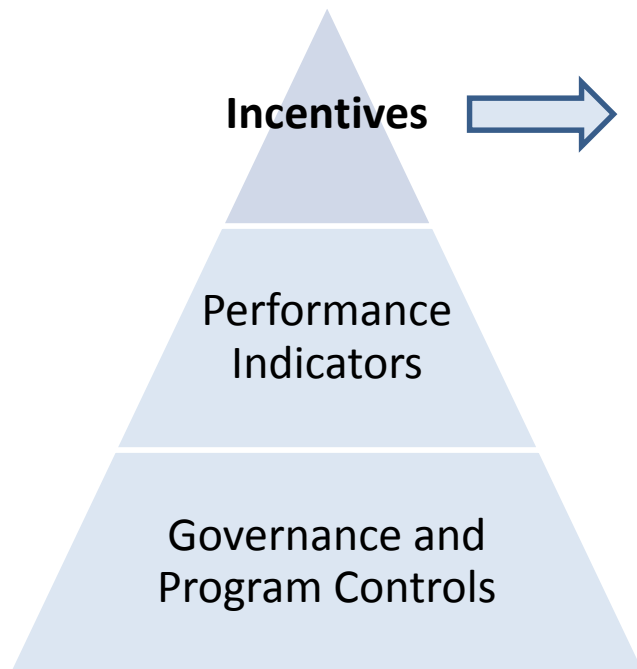 Incentives
Performance
Indicators
Governance and
Program Controls